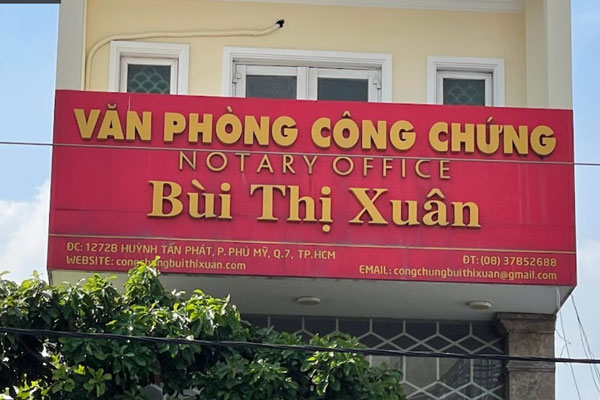 VĂN PHÒNG CÔNG CHỨNG
NOTARY OFFICE
Bùi Thị Xuân
ĐC: 1272B HUỲNH TẤN PHÁT, P. PHÚ MỸ, Q.7, TP.HCM
ĐT: (08) 37852688
WEBSITE: congchungbuithixuan.com
EMAIL: congchungbuithixuan@gmail.com